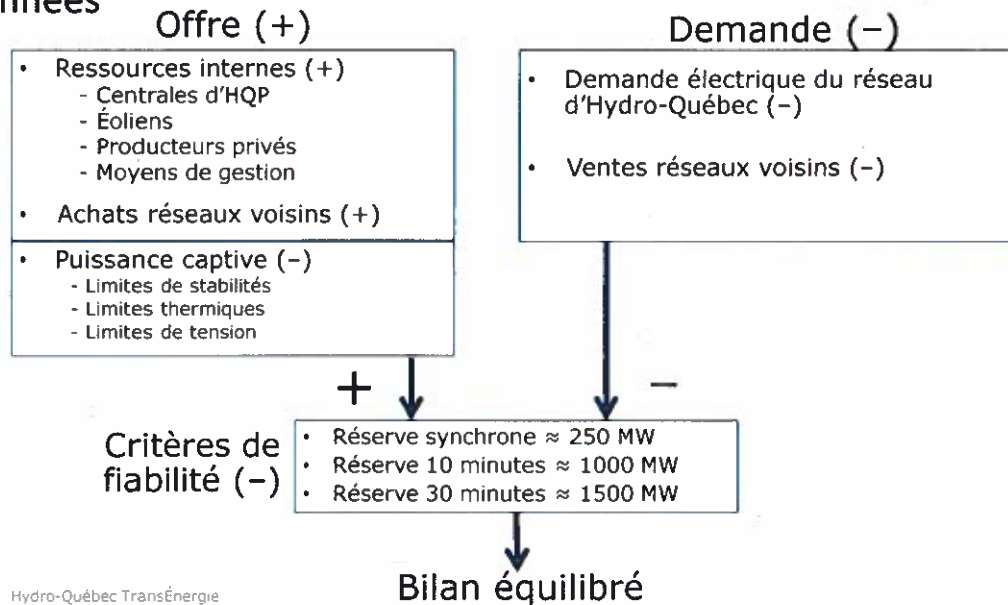 Offre (+)
• Ressources internes (+)
- Centrales d'HQP
- Éoliens
- Producteurs privés
- Moyens de gestion
• Achats réseaux voisins (+)
• Puissance captive (–)
- Limites de stabilités
- Limites thermiques
- Limites de tension
Demande (–)
• Demande électrique du réseau
d'Hydro-Québec (–)
• Ventes réseaux voisins (–)
+
–
Critères de
fiabilité (–)
• Réserve synchrone ≈ 250 MW
• Réserve 10 minutes ≈ 1000 MW
• Réserve 30 minutes ≈ 1500 MW
Bilan équilibré
Hydro-Québec TransÉnergie